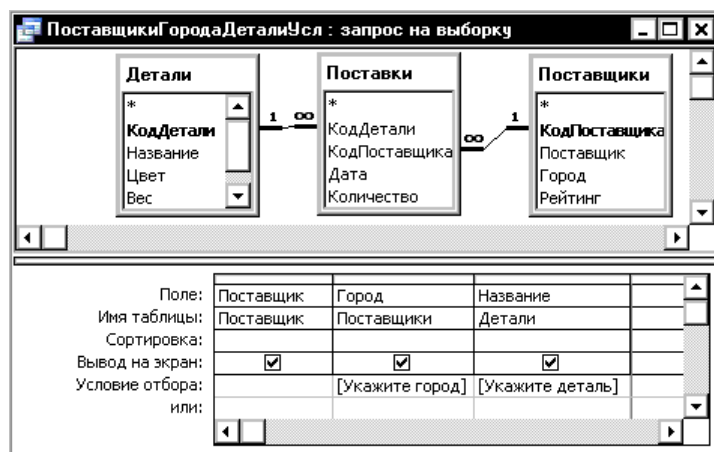 ПоставщикиГородаДеталиУсл : запрос на выборку
Детали
*
КодДетали
Название
Цвет
Вес
1 ∞
Поставки
*
КодДетали
КодПоставщика
Дата
Количество
∞ 1
Поставщики
*
КодПоставщика
Поставщик
Город
Рейтинг
Поле: Поставщик Город Название
Имя таблицы: Поставщик Поставщики Детали
Сортировка:
Вывод на экран:
Условие отбора: [Укажите город] [Укажите деталь]
или: